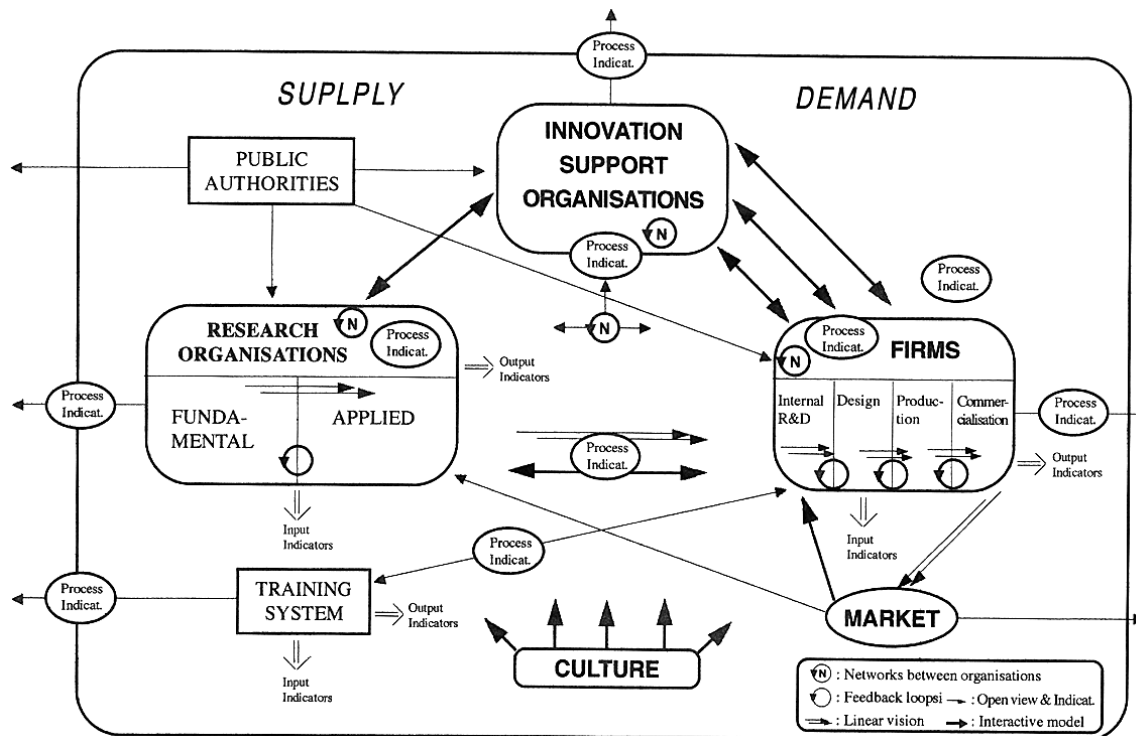 Process
Indicat.
SUPLPLY
DEMAND
INNOVATION
SUPPORT
ORGANISATIONS
N
Process
Indicat.
PUBLIC
AUTHORITIES
Process
Indicat.
N
RESEARCH
ORGANISATIONS
N
Process
Indicat.
Output
Indicators
FUNDA-
MENTAL
APPLIED
Input
Indicators
Process
Indicat.
Process
Indicat.
Process
Indicat.
N
FIRMS
Internal
R&D
Design
Produc-
tion
Commer-
cialisation
Process
Indicat.
Output
Indicators
Input
Indicators
Process
Indicat.
Process
Indicat.
TRAINING
SYSTEM
Output
Indicators
Input
Indicators
CULTURE
MARKET
N : Networks between organisations
: Feedback loopsi : Open view & Indicat.
: Linear vision : Interactive model